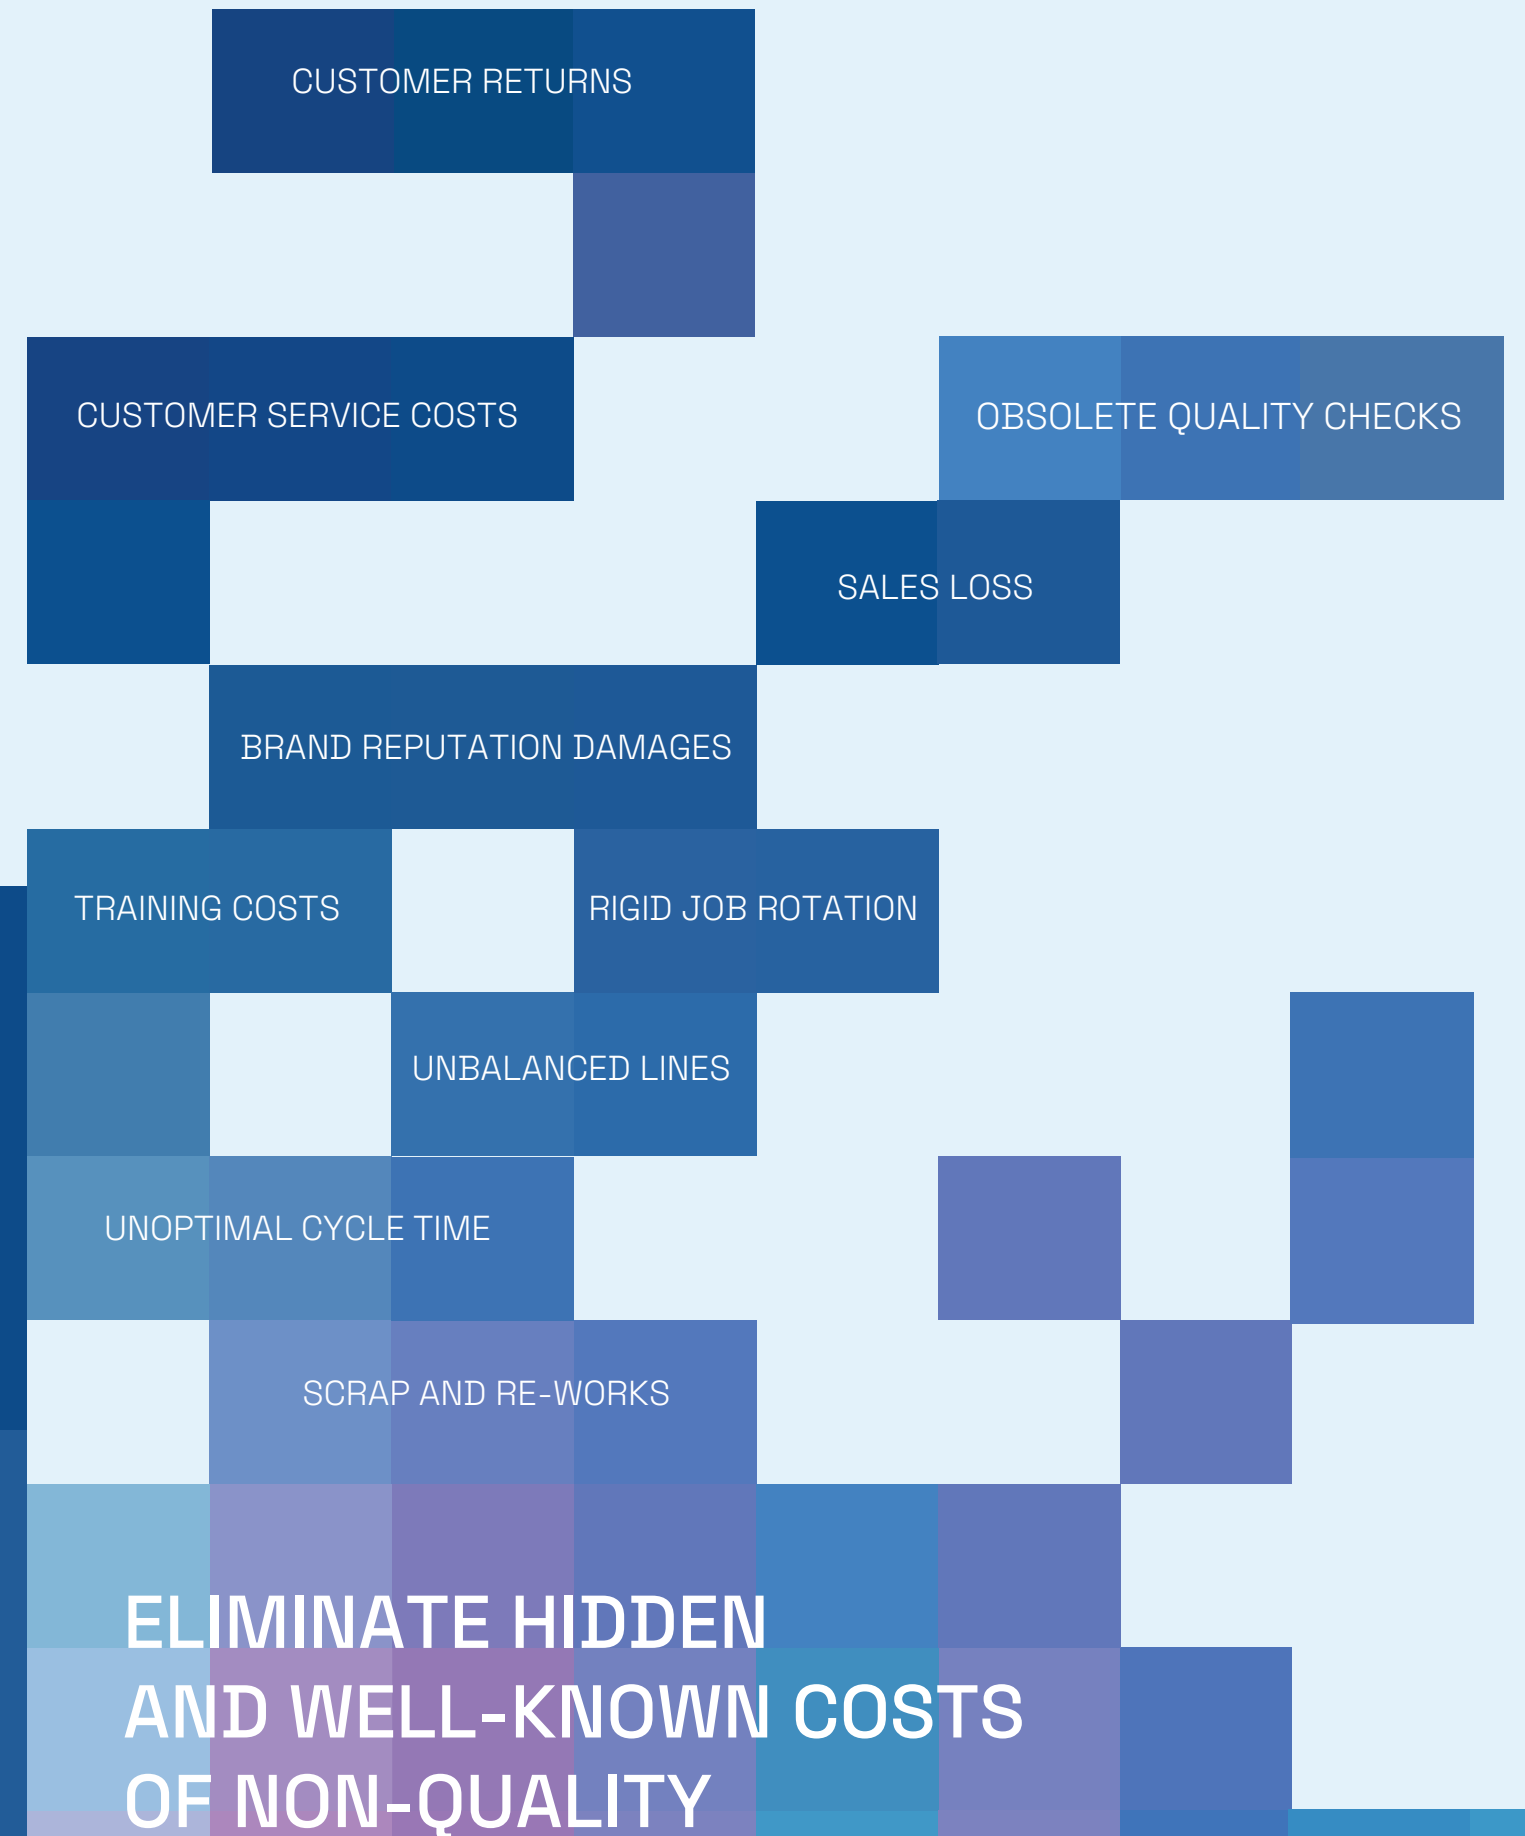 CUSTOMER RETURNS
CUSTOMER SERVICE COSTS
OBSOLETE QUALITY CHECKS
SALES LOSS
BRAND REPUTATION DAMAGES
TRAINING COSTS
RIGID JOB ROTATION
UNBALANCED LINES
UNOPTIMAL CYCLE TIME
SCRAP AND RE-WORKS
ELIMINATE HIDDEN
AND WELL-KNOWN COSTS
OF NON-QUALITY